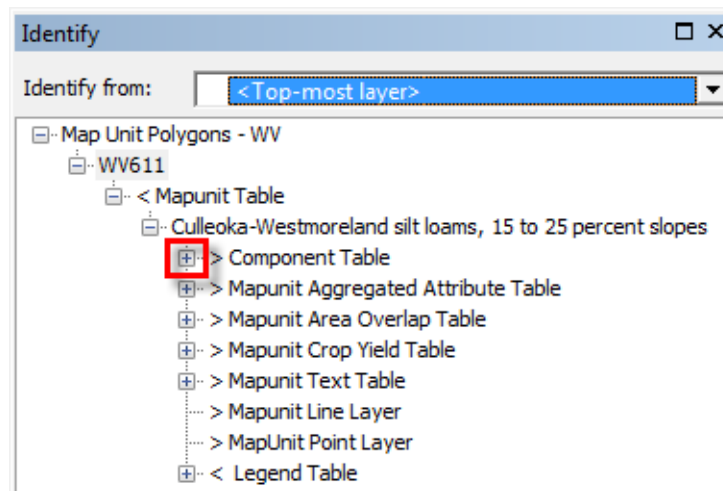 Identify
Identify from: <Top-most layer>
Map Unit Polygons - WV
WV611
< Mapunit Table
Culleoka-Westmoreland silt loams, 15 to 25 percent slopes
> Component Table
> Mapunit Aggregated Attribute Table
> Mapunit Area Overlap Table
> Mapunit Crop Yield Table
> Mapunit Text Table
> Mapunit Line Layer
> MapUnit Point Layer
< Legend Table